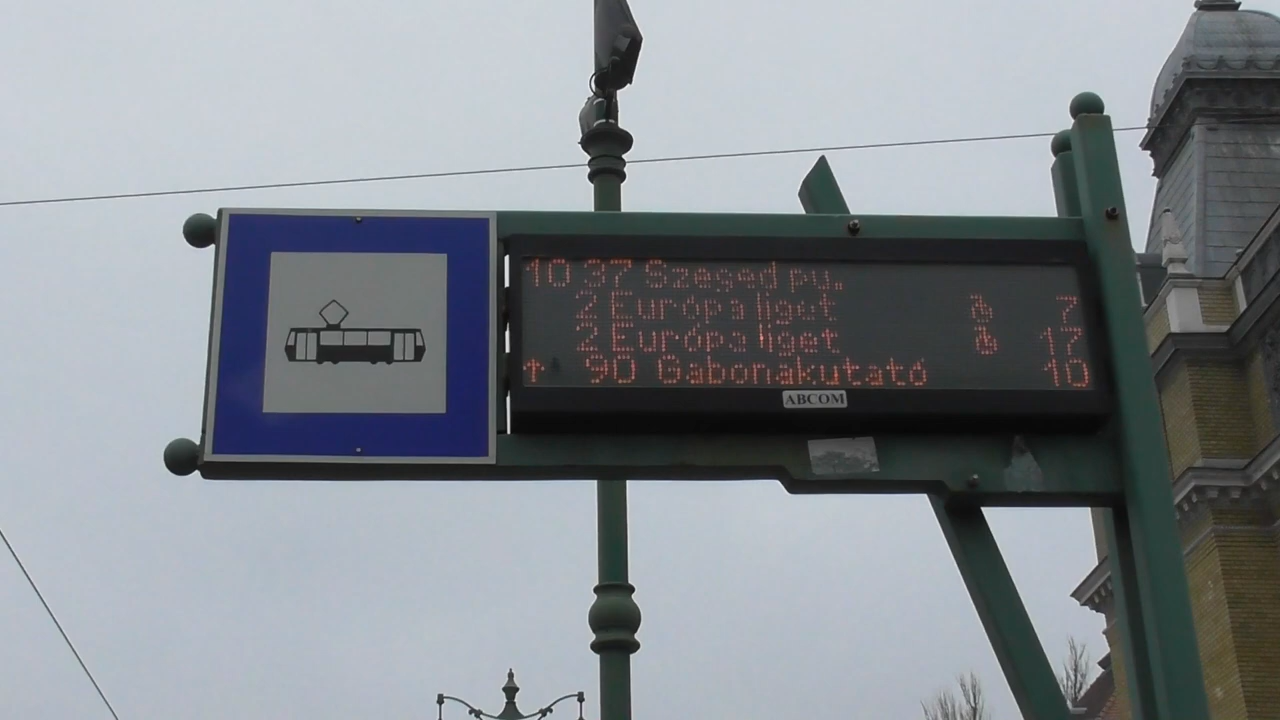 10 37 Szeged pu.
2 Európa liget 7
2 Európa liget 17
↑ 90 Gabonakutató 10
ABCOM